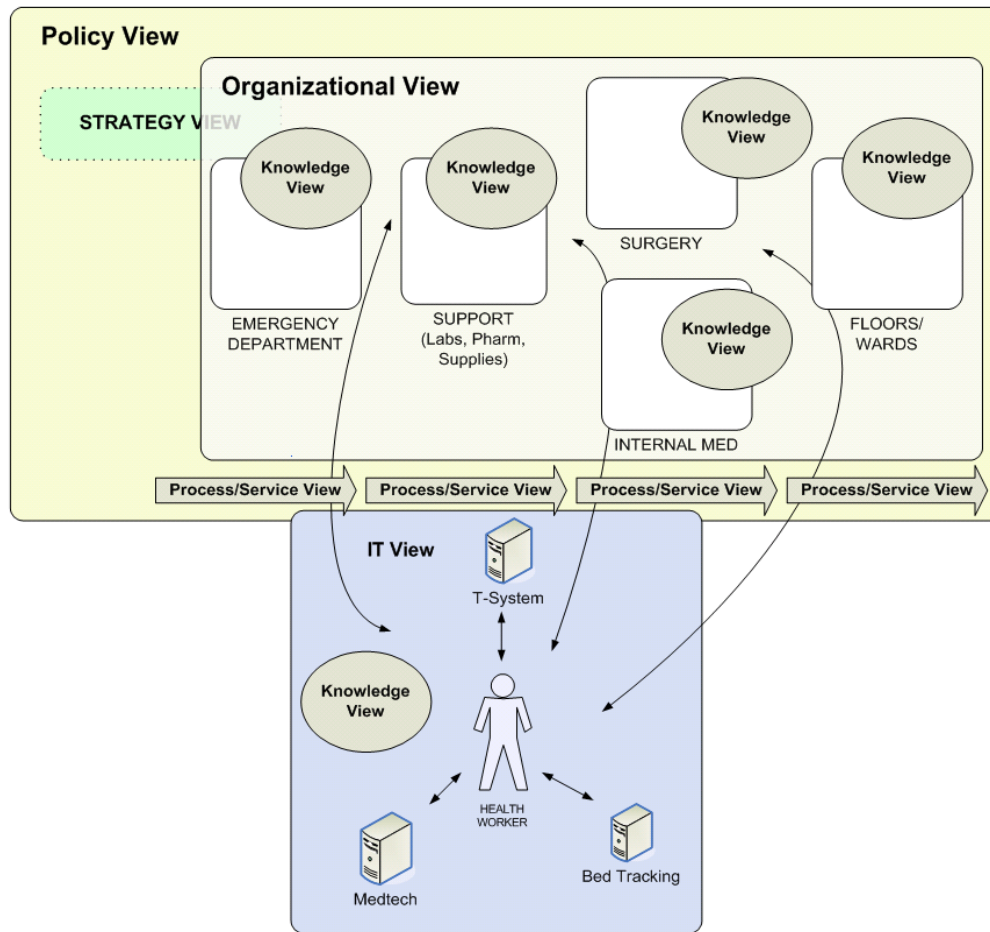 Policy View
Organizational View
STRATEGY VIEW
Knowledge
View
EMERGENCY
DEPARTMENT
Knowledge
View
SUPPORT
(Labs, Pharm,
Supplies)
Knowledge
View
SURGERY
Knowledge
View
INTERNAL MED
Knowledge
View
FLOORS/
WARDS
Process/Service View
Process/Service View
Process/Service View
Process/Service View
IT View
T-System
Knowledge
View
HEALTH
WORKER
Medtech
Bed Tracking